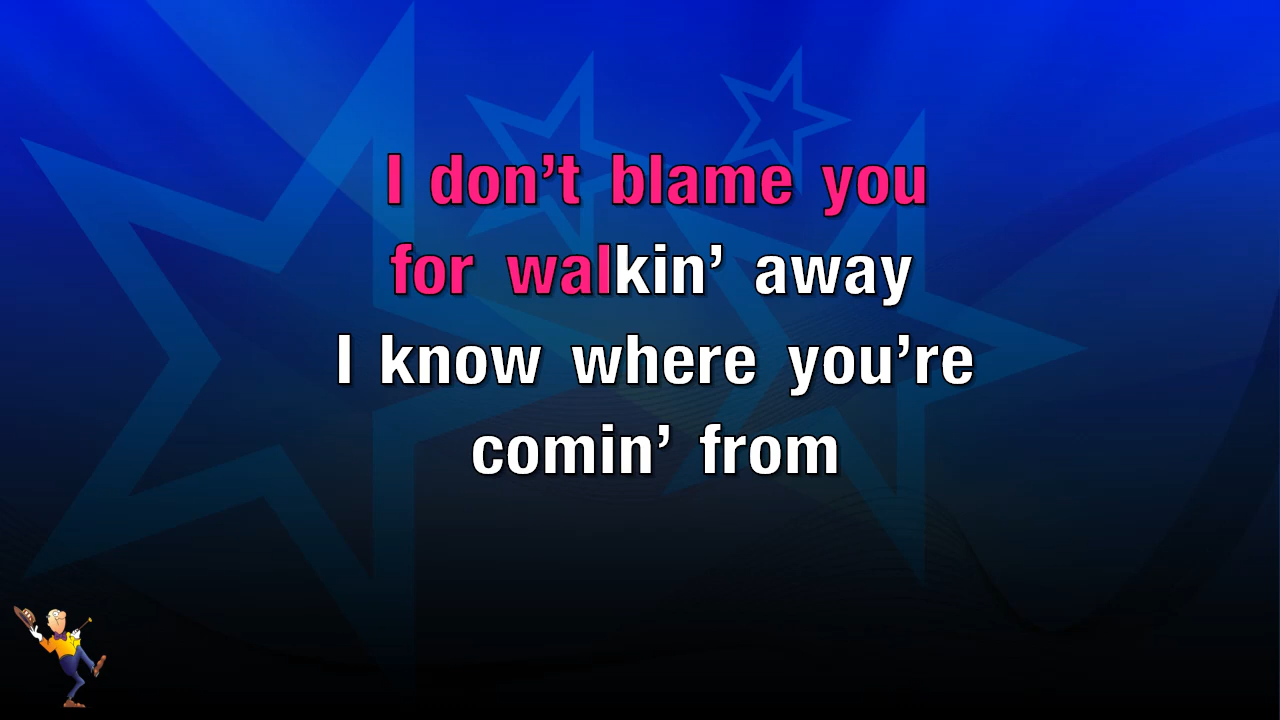 I don’t blame you
for walkin’ away
I know where you’re
comin’ from